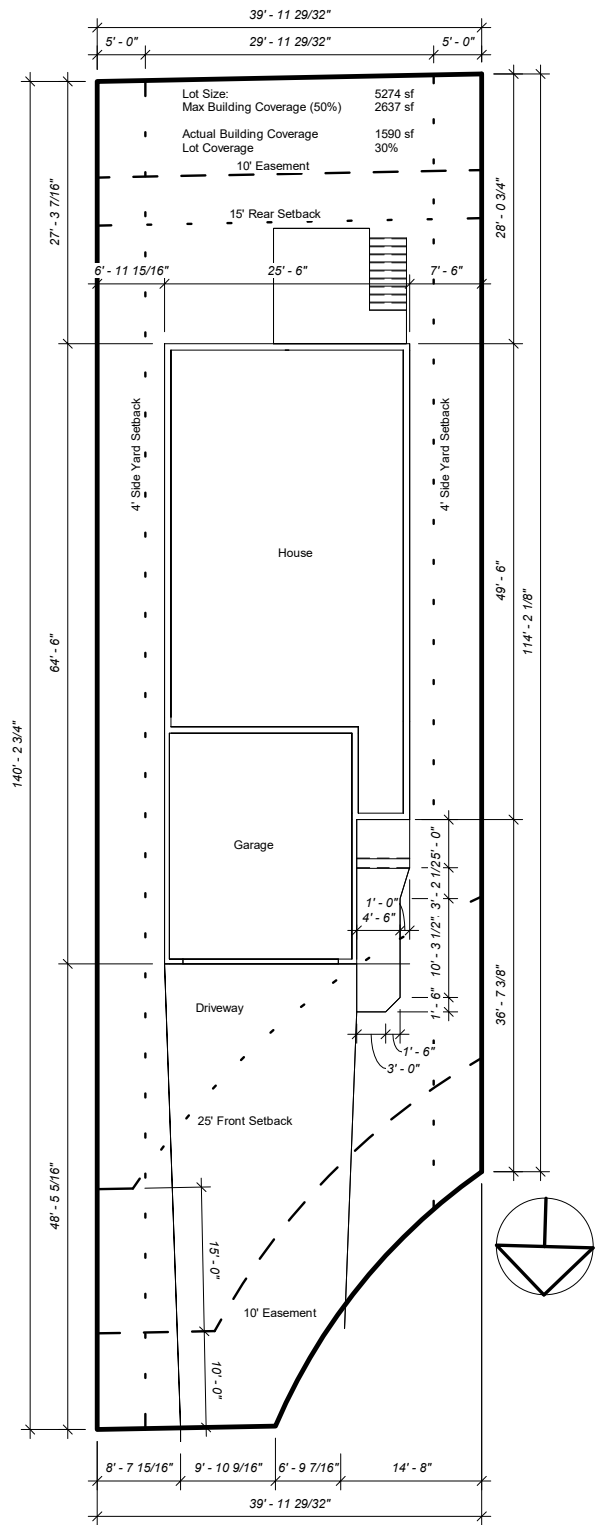 39' - 11 29/32"
5' - 0" 29' - 11 29/32" 5' - 0"
Lot Size: 5274 sf
Max Building Coverage (50%) 2637 sf
Actual Building Coverage 1590 sf
Lot Coverage 30%
10' Easement
27' - 3 7/16"
28' - 0 3/4"
15' Rear Setback
6' - 11 15/16" 25' - 6" 7' - 6"
4' Side Yard Setback
4' Side Yard Setback
House
49' - 6"
114' - 2 1/8"
64' - 6"
140' - 2 3/4"
Garage
5' - 0"
3' - 2 1/2"
1' - 0"
4' - 6"
10' - 3 1/2"
1' - 6"
36' - 7 3/8"
Driveway
1' - 6"
3' - 0"
25' Front Setback
48' - 5 5/16"
15' - 0"
10' Easement
10' - 0"
8' - 7 15/16" 9' - 10 9/16" 6' - 9 7/16" 14' - 8"
39' - 11 29/32"